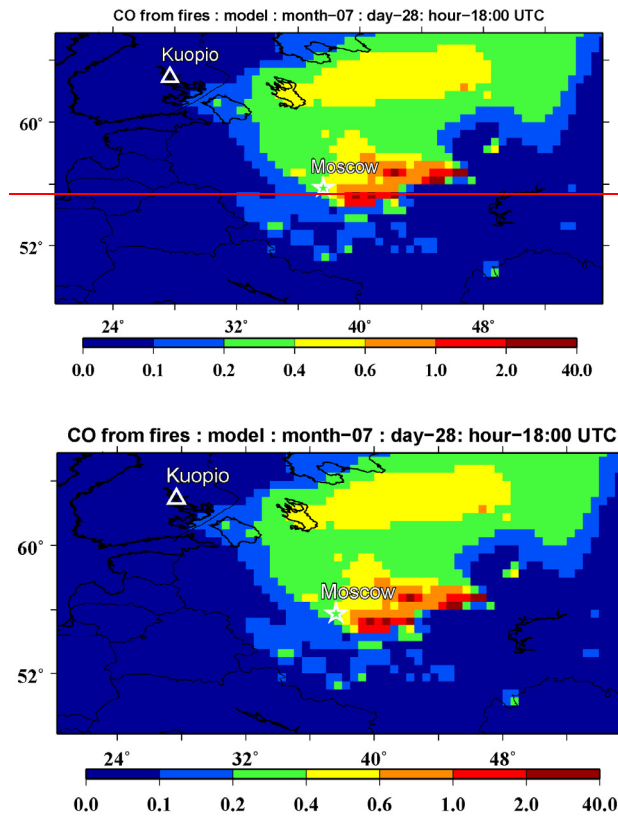 CO from fires : model : month−07 : day−28: hour−18:00 UTC
Kuopio
60°
Moscow
52°
24° 32° 40° 48°
0.0 0.1 0.2 0.4 0.6 1.0 2.0 40.0
CO from fires : model : month−07 : day−28: hour−18:00 UTC
Kuopio
60°
Moscow
52°
24° 32° 40° 48°
0.0 0.1 0.2 0.4 0.6 1.0 2.0 40.0